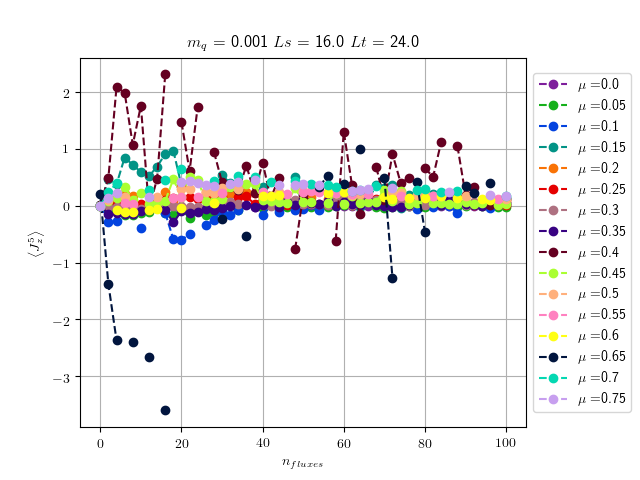 m_q = 0.001 Ls = 16.0 Lt = 24.0
⟨J_z^5⟩
2
1
0
−1
−2
−3
0 20 40 60 80 100
n_fluxes
μ =0.0
μ =0.05
μ =0.1
μ =0.15
μ =0.2
μ =0.25
μ =0.3
μ =0.35
μ =0.4
μ =0.45
μ =0.5
μ =0.55
μ =0.6
μ =0.65
μ =0.7
μ =0.75